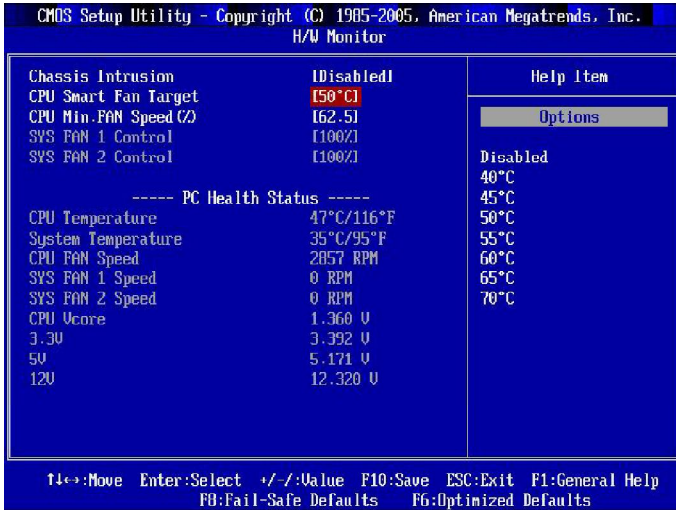 CMOS Setup Utility - Copyright (C) 1985-2005, American Megatrends, Inc.
H/W Monitor
Chassis Intrusion [Disabled]
CPU Smart Fan Target [50°C]
CPU Min.FAN Speed(%) [62.5]
SYS FAN 1 Control [100%]
SYS FAN 2 Control [100%]
----- PC Health Status -----
CPU Temperature 47°C/116°F
System Temperature 35°C/95°F
CPU FAN Speed 2857 RPM
SYS FAN 1 Speed 0 RPM
SYS FAN 2 Speed 0 RPM
CPU Vcore 1.360 V
3.3V 3.392 V
5V 5.171 V
12V 12.320 V
Help Item
Options
Disabled
40°C
45°C
50°C
55°C
60°C
65°C
70°C
↑↓↔:Move Enter:Select +/-/:Value F10:Save ESC:Exit F1:General Help
F8:Fail-Safe Defaults F6:Optimized Defaults